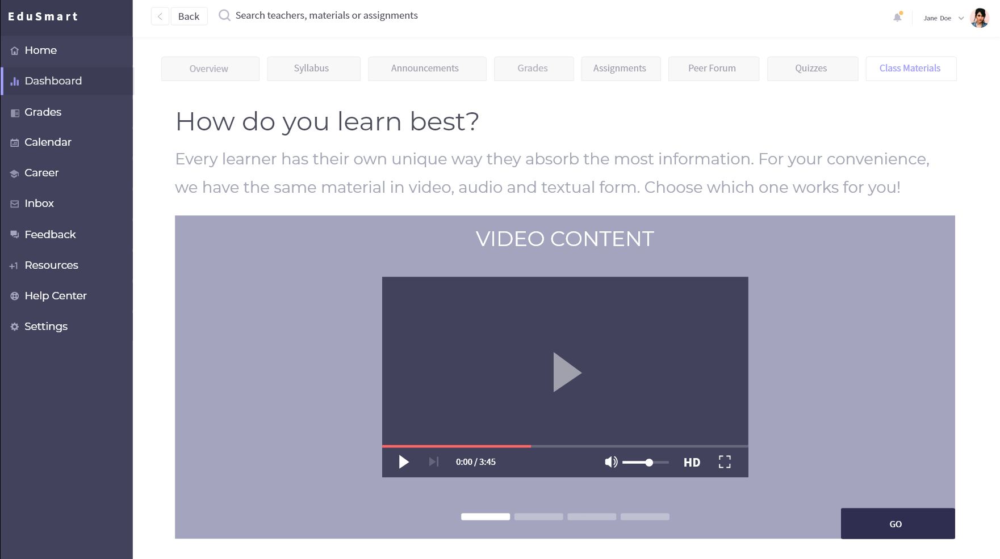 EduSmart
Back
Search teachers, materials or assignments
Jane Doe
Home
Dashboard
Grades
Calendar
Career
Inbox
Feedback
Resources
Help Center
Settings
Overview
Syllabus
Announcements
Grades
Assignments
Peer Forum
Quizzes
Class Materials
How do you learn best?
Every learner has their own unique way they absorb the most information. For your convenience,
we have the same material in video, audio and textual form. Choose which one works for you!
VIDEO CONTENT
0:00 / 3:45
HD
GO